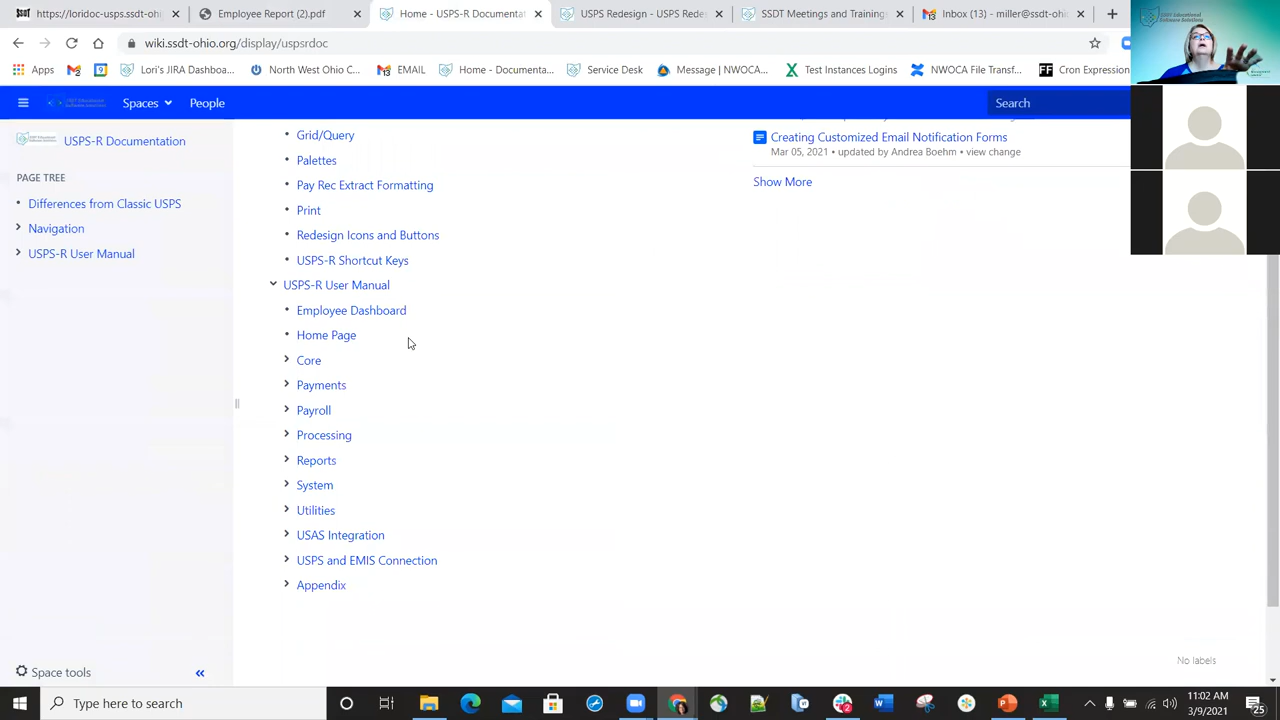 https://loridoc-usps.ssdt-ohio.org
Employee Report (2).pdf
Home - USPS-R Documentat
USPS Redesign - USPS Redes
SSDT Meetings and Trainings
Inbox (13) - miller@ssdt-ohio
wiki.ssdt-ohio.org/display/uspsrdoc
Apps
Lori's JIRA Dashboa...
North West Ohio C...
EMAIL
Home - Documenta...
Service Desk
Message | NWOCA...
Test Instances Logins
NWOCA File Transf...
Cron Expression
Spaces
People
Search
USPS-R Documentation
PAGE TREE
Differences from Classic USPS
Navigation
USPS-R User Manual
Grid/Query
Palettes
Pay Rec Extract Formatting
Print
Redesign Icons and Buttons
USPS-R Shortcut Keys
USPS-R User Manual
Employee Dashboard
Home Page
Core
Payments
Payroll
Processing
Reports
System
Utilities
USAS Integration
USPS and EMIS Connection
Appendix
Creating Customized Email Notification Forms
Mar 05, 2021 • updated by Andrea Boehm • view change
Show More
No labels
Space tools
Type here to search
11:02 AM
3/9/2021
25